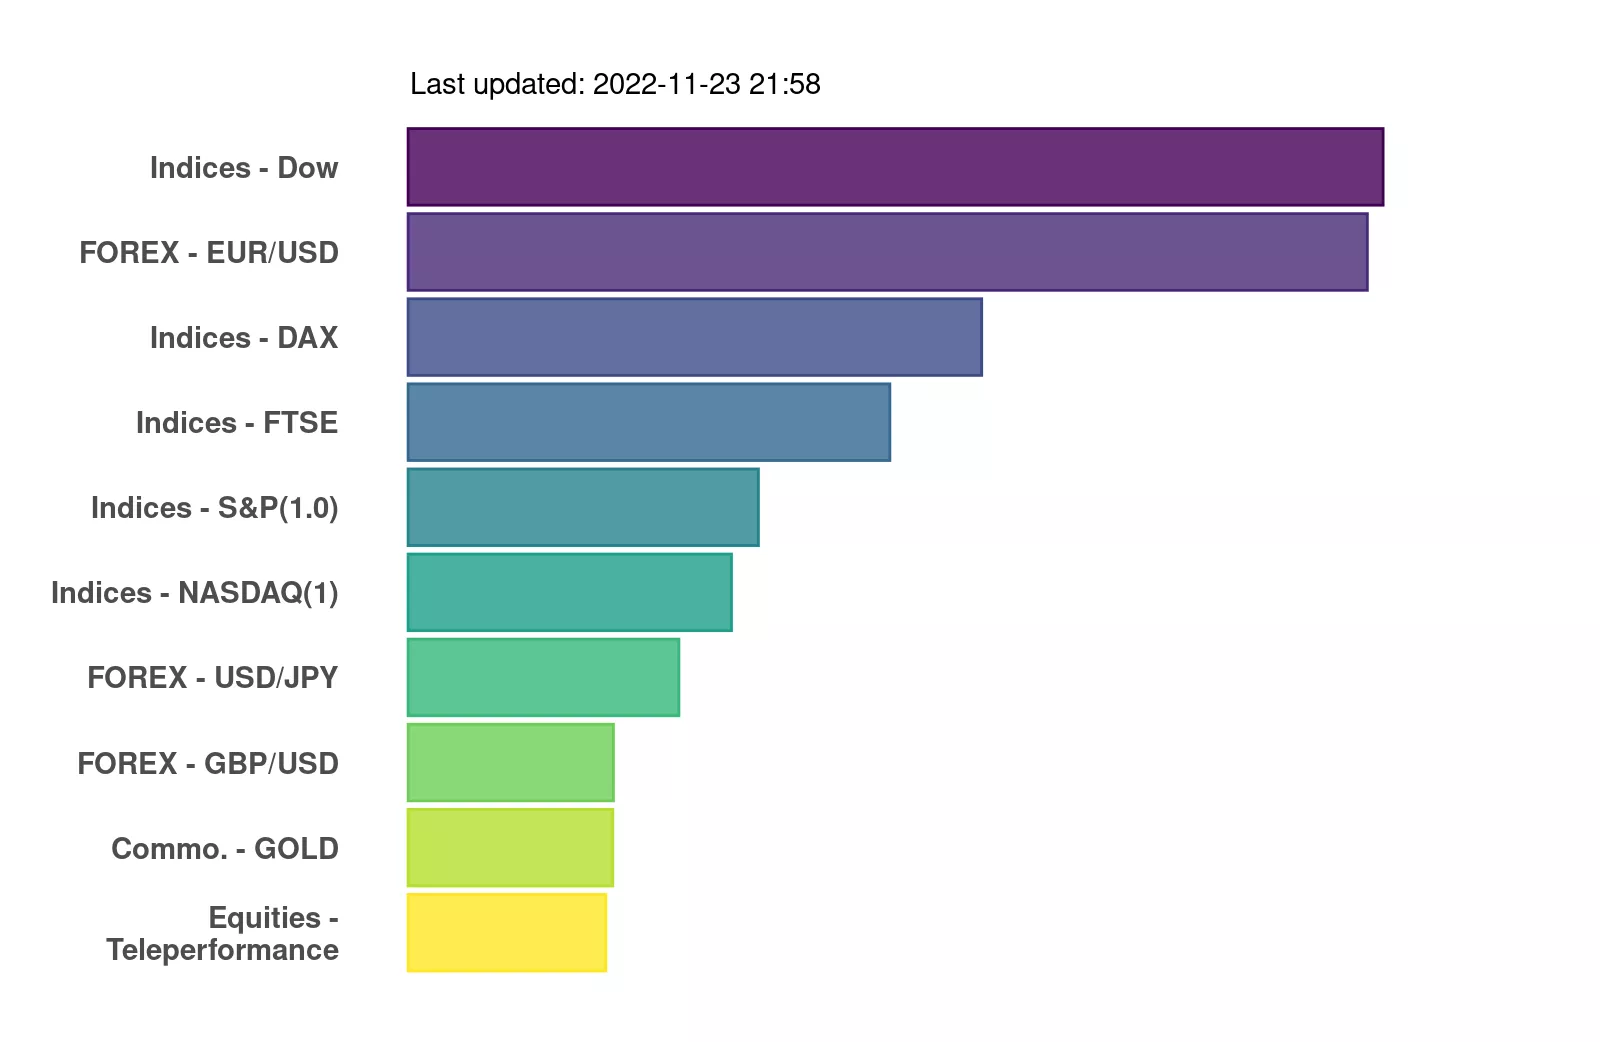 Last updated: 2022-11-23 21:58
Indices - Dow
FOREX - EUR/USD
Indices - DAX
Indices - FTSE
Indices - S&P(1.0)
Indices - NASDAQ(1)
FOREX - USD/JPY
FOREX - GBP/USD
Commo. - GOLD
Equities -
Teleperformance